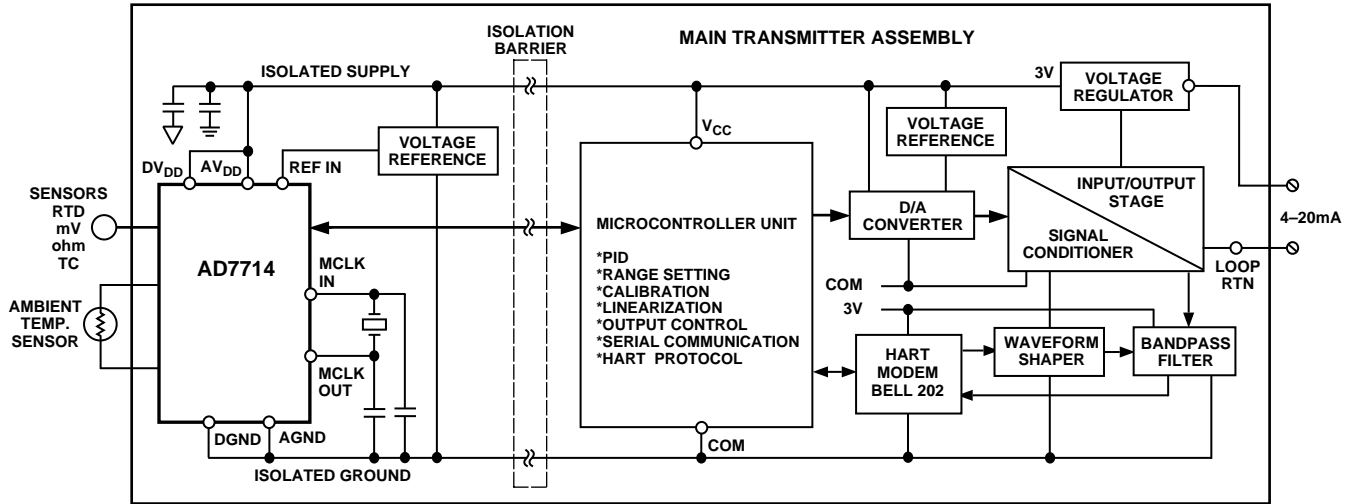 ISOLATION
BARRIER
MAIN TRANSMITTER ASSEMBLY
ISOLATED SUPPLY
3V
VOLTAGE
REGULATOR
VOLTAGE
REFERENCE
VCC
VOLTAGE
REFERENCE
DVDD
AVDD
REF IN
SENSORS
RTD
mV
ohm
TC
AD7714
MCLK
IN
MCLK
OUT
AMBIENT
TEMP.
SENSOR
DGND
AGND
ISOLATED GROUND
MICROCONTROLLER UNIT
*PID
*RANGE SETTING
*CALIBRATION
*LINEARIZATION
*OUTPUT CONTROL
*SERIAL COMMUNICATION
*HART PROTOCOL
COM
D/A
CONVERTER
INPUT/OUTPUT
STAGE
SIGNAL
CONDITIONER
4–20mA
LOOP
RTN
COM
3V
HART
MODEM
BELL 202
WAVEFORM
SHAPER
BANDPASS
FILTER